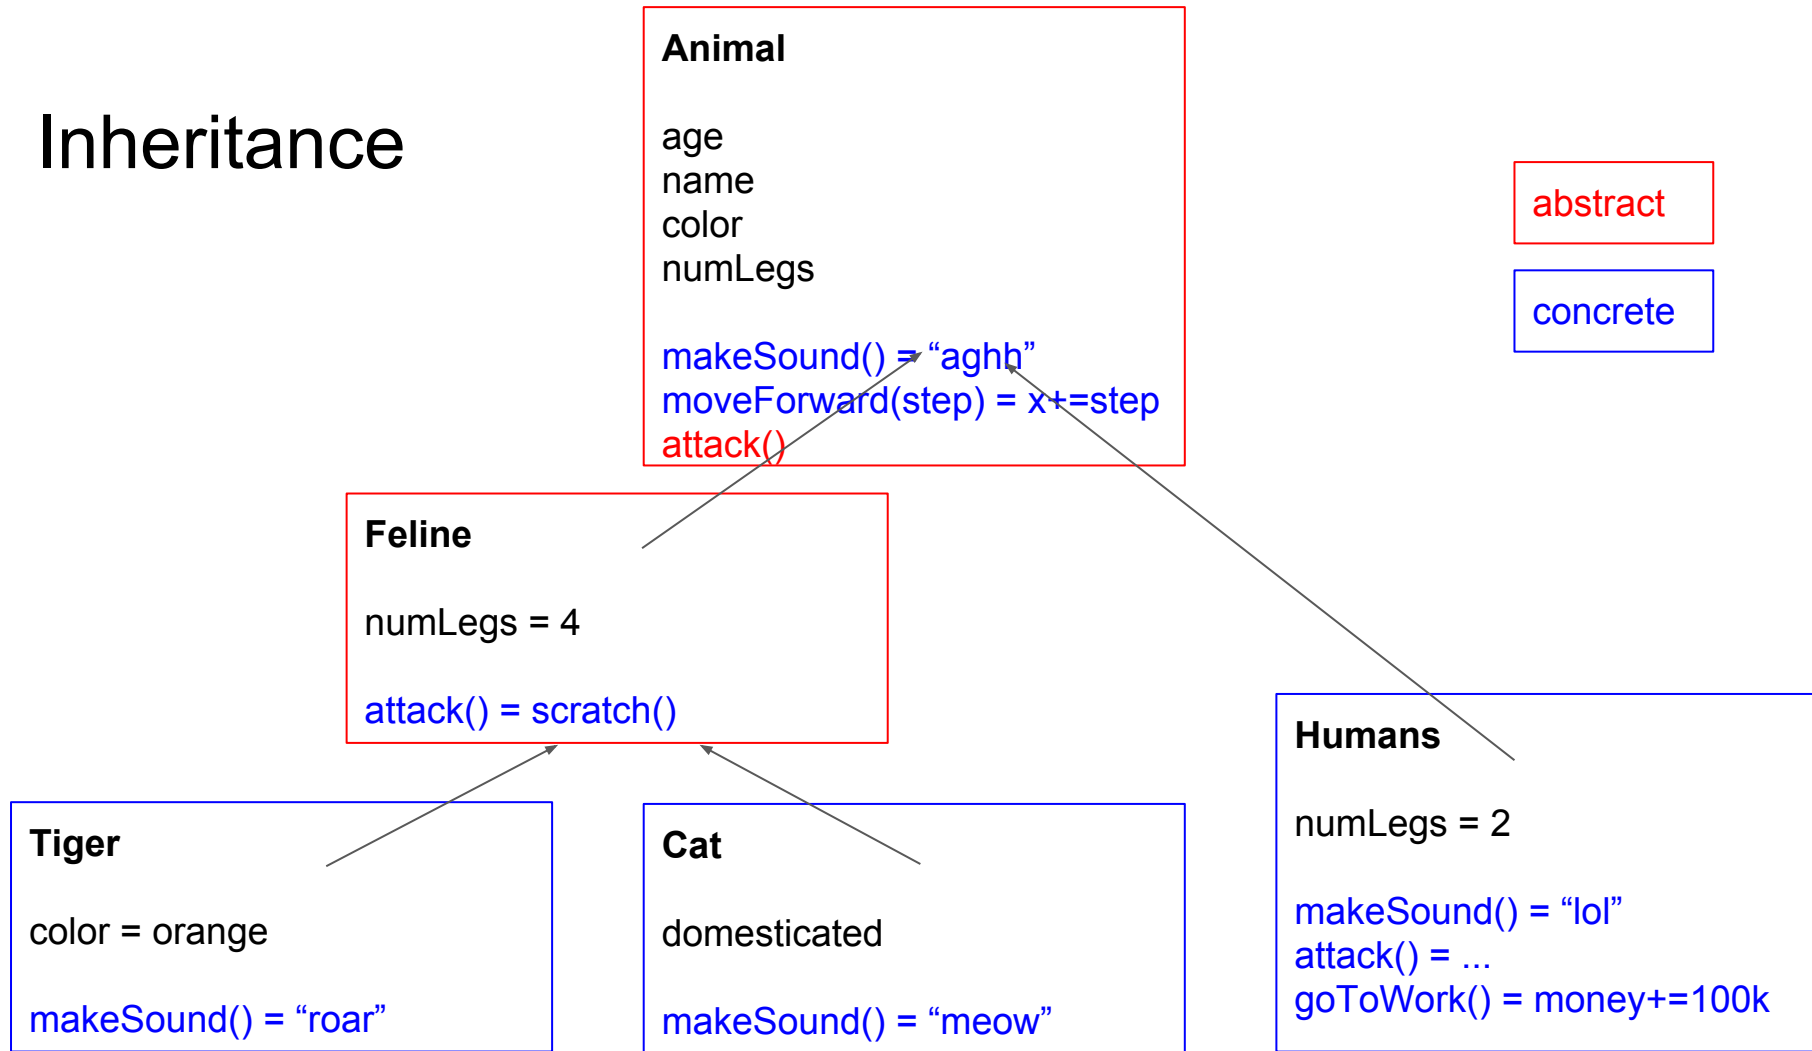 Inheritance
Animal
age
name
color
numLegs
makeSound() = “aghh”
moveForward(step) = x+=step
attack()
abstract
concrete
Feline
numLegs = 4
attack() = scratch()
Tiger
color = orange
makeSound() = “roar”
Cat
domesticated
makeSound() = “meow”
Humans
numLegs = 2
makeSound() = “lol”
attack() = ...
goToWork() = money+=100k